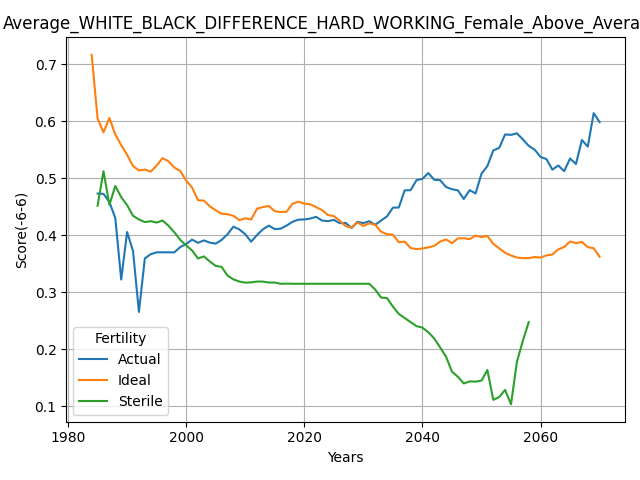 Average_WHITE_BLACK_DIFFERENCE_HARD_WORKING_Female_Above_Avera
0.7
0.6
0.5
0.4
0.3
0.2
0.1
Score(-6-6)
Fertility
Actual
Ideal
Sterile
1980 2000 2020 2040 2060
Years